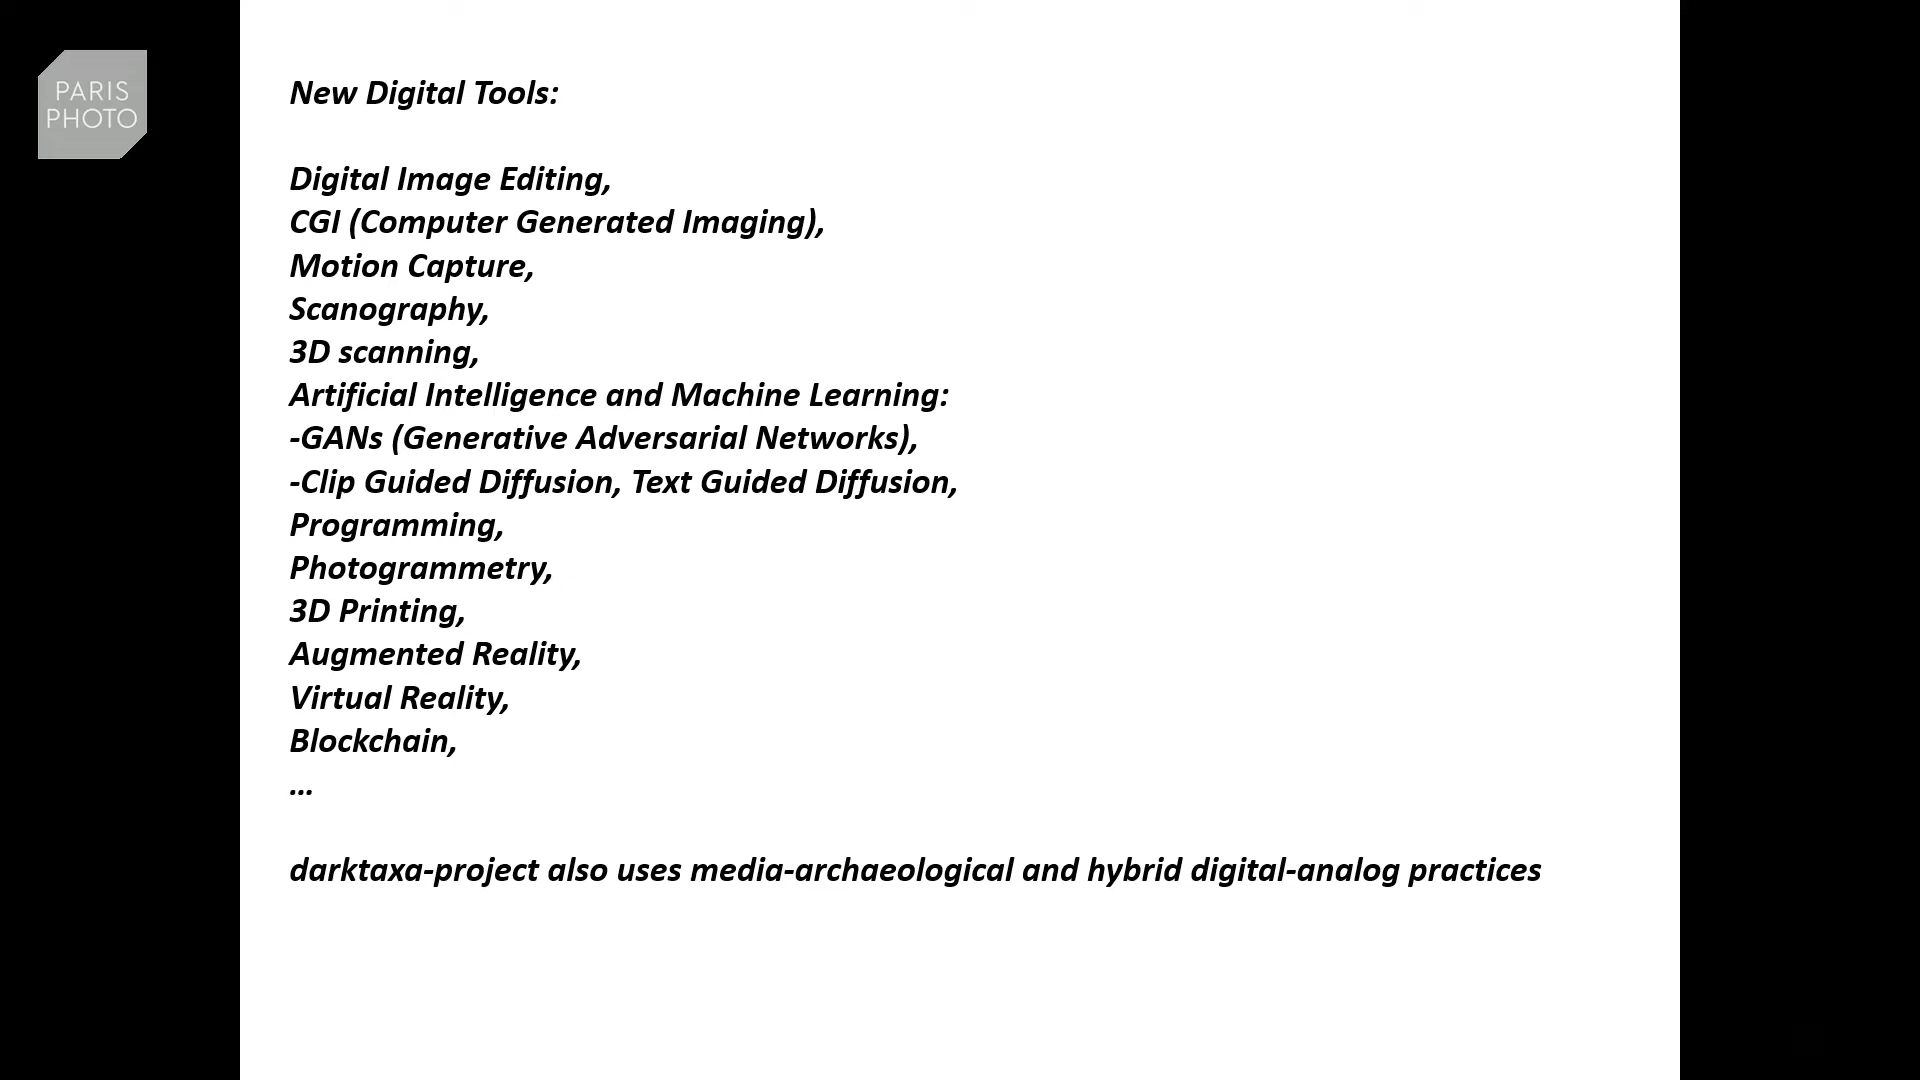 PARIS
PHOTO
New Digital Tools:
Digital Image Editing,
CGI (Computer Generated Imaging),
Motion Capture,
Scanography,
3D scanning,
Artificial Intelligence and Machine Learning:
-GANs (Generative Adversarial Networks),
-Clip Guided Diffusion, Text Guided Diffusion,
Programming,
Photogrammetry,
3D Printing,
Augmented Reality,
Virtual Reality,
Blockchain,
...
darktaxa-project also uses media-archaeological and hybrid digital-analog practices